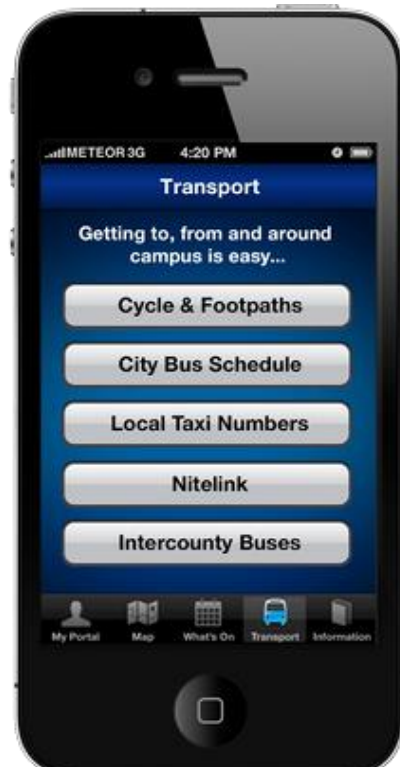 METEOR 3G 4:20 PM
Transport
Getting to, from and around
campus is easy...
Cycle & Footpaths
City Bus Schedule
Local Taxi Numbers
Nitelink
Intercounty Buses
My Portal Map What's On Transport Information